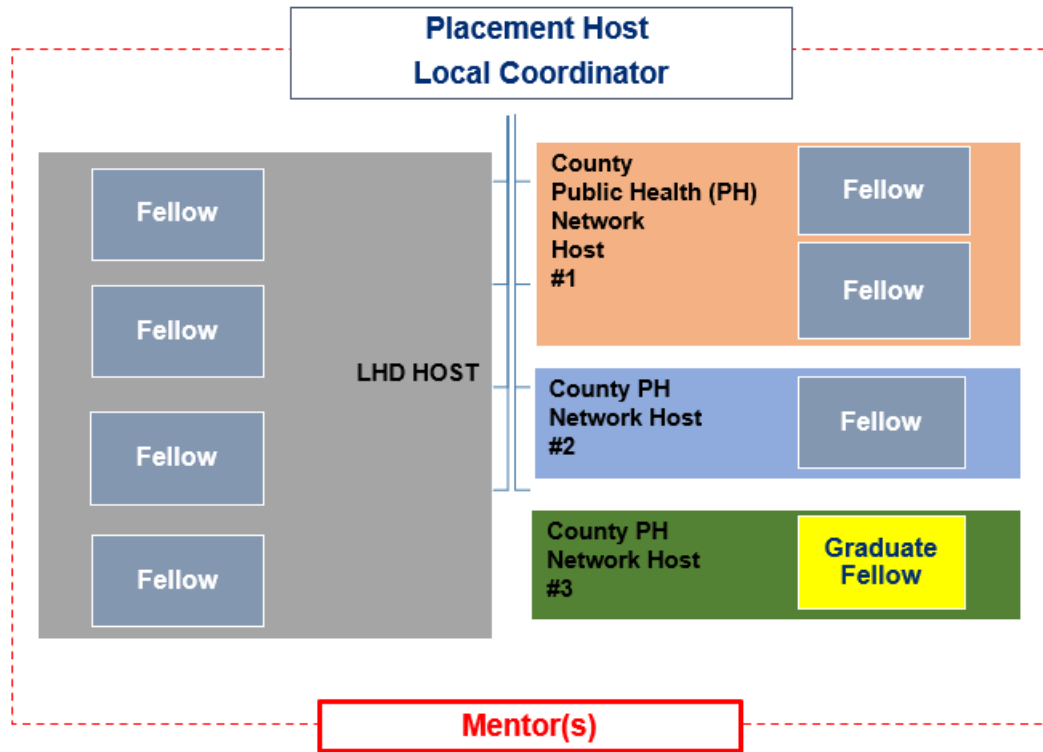 Placement Host
Local Coordinator
Fellow
Fellow
Fellow
Fellow
LHD HOST
County
Public Health (PH)
Network
Host
#1
Fellow
Fellow
County PH
Network Host
#2
Fellow
County PH
Network Host
#3
Graduate
Fellow
Mentor(s)